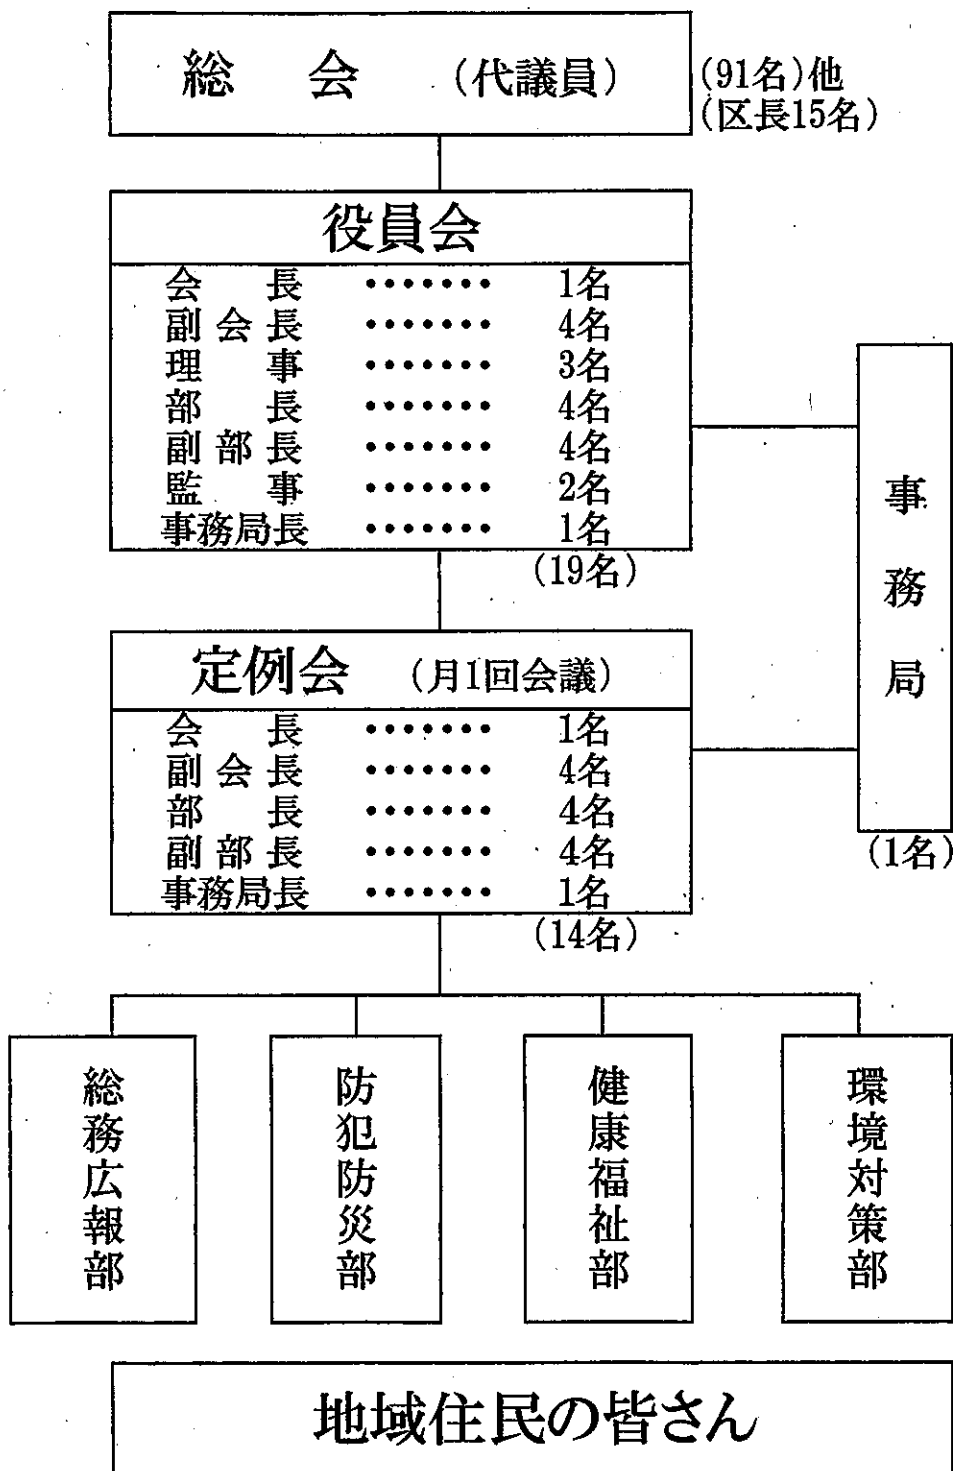 総会（代議員）
(91名)他
(区長15名)
役員会
会長 ・・・・・・・ 1名
副会長 ・・・・・・・ 4名
理事 ・・・・・・・ 3名
部長 ・・・・・・・ 4名
副部長 ・・・・・・・ 4名
監事 ・・・・・・・ 2名
事務局長 ・・・・・・・ 1名
(19名)
事務局
(1名)
定例会（月1回会議）
会長 ・・・・・・・ 1名
副会長 ・・・・・・・ 4名
部長 ・・・・・・・ 4名
副部長 ・・・・・・・ 4名
事務局長 ・・・・・・・ 1名
(14名)
総務広報部
防犯防災部
健康福祉部
環境対策部
地域住民の皆さん